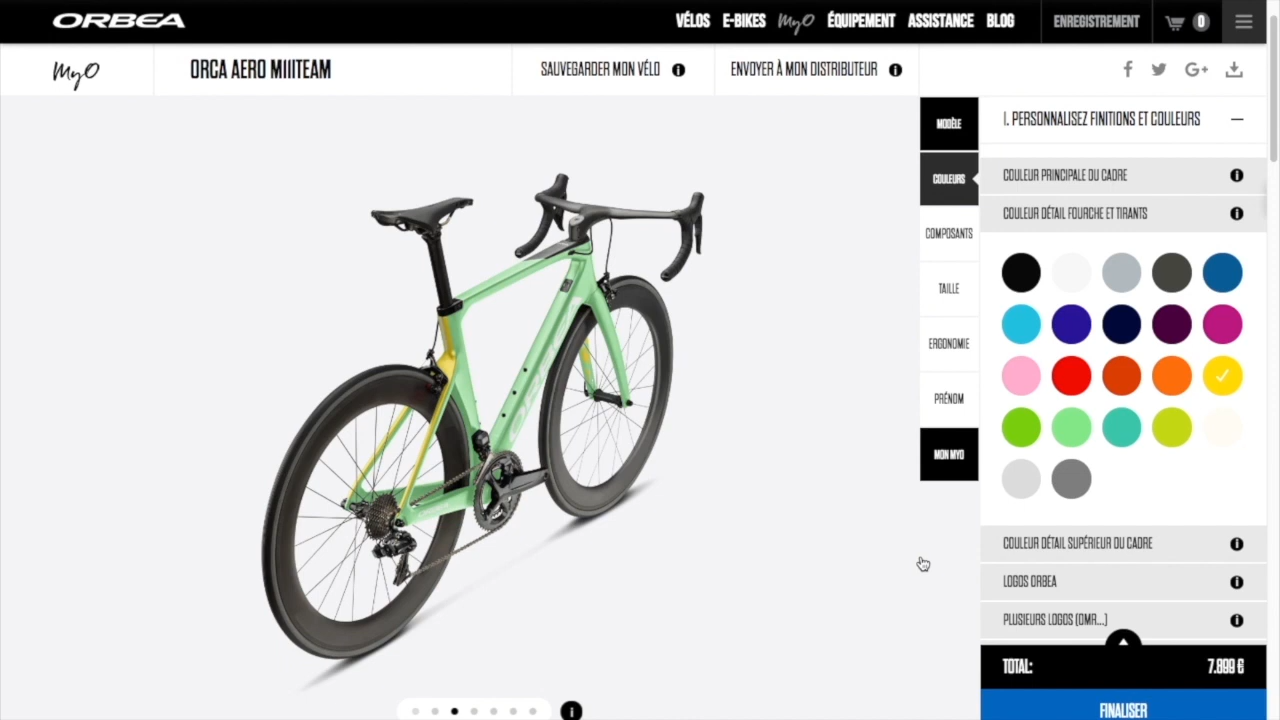 ORBEA
VÉLOS E-BIKES MyO ÉQUIPEMENT ASSISTANCE BLOG ENREGISTREMENT 0
MyO ORCA AERO M11ITEAM SAUVEGARDER MON VÉLO i ENVOYER À MON DISTRIBUTEUR i
MODÈLE
COULEURS
COMPOSANTS
TAILLE
ERGONOMIE
PRÉNOM
MON MYO
I. PERSONNALISEZ FINITIONS ET COULEURS
COULEUR PRINCIPALE DU CADRE i
COULEUR DÉTAIL FOURCHE ET TIRANTS i
COULEUR DÉTAIL SUPÉRIEUR DU CADRE i
LOGOS ORBEA i
PLUSIEURS LOGOS (OMR...) i
TOTAL: 7.899 €
FINALISER